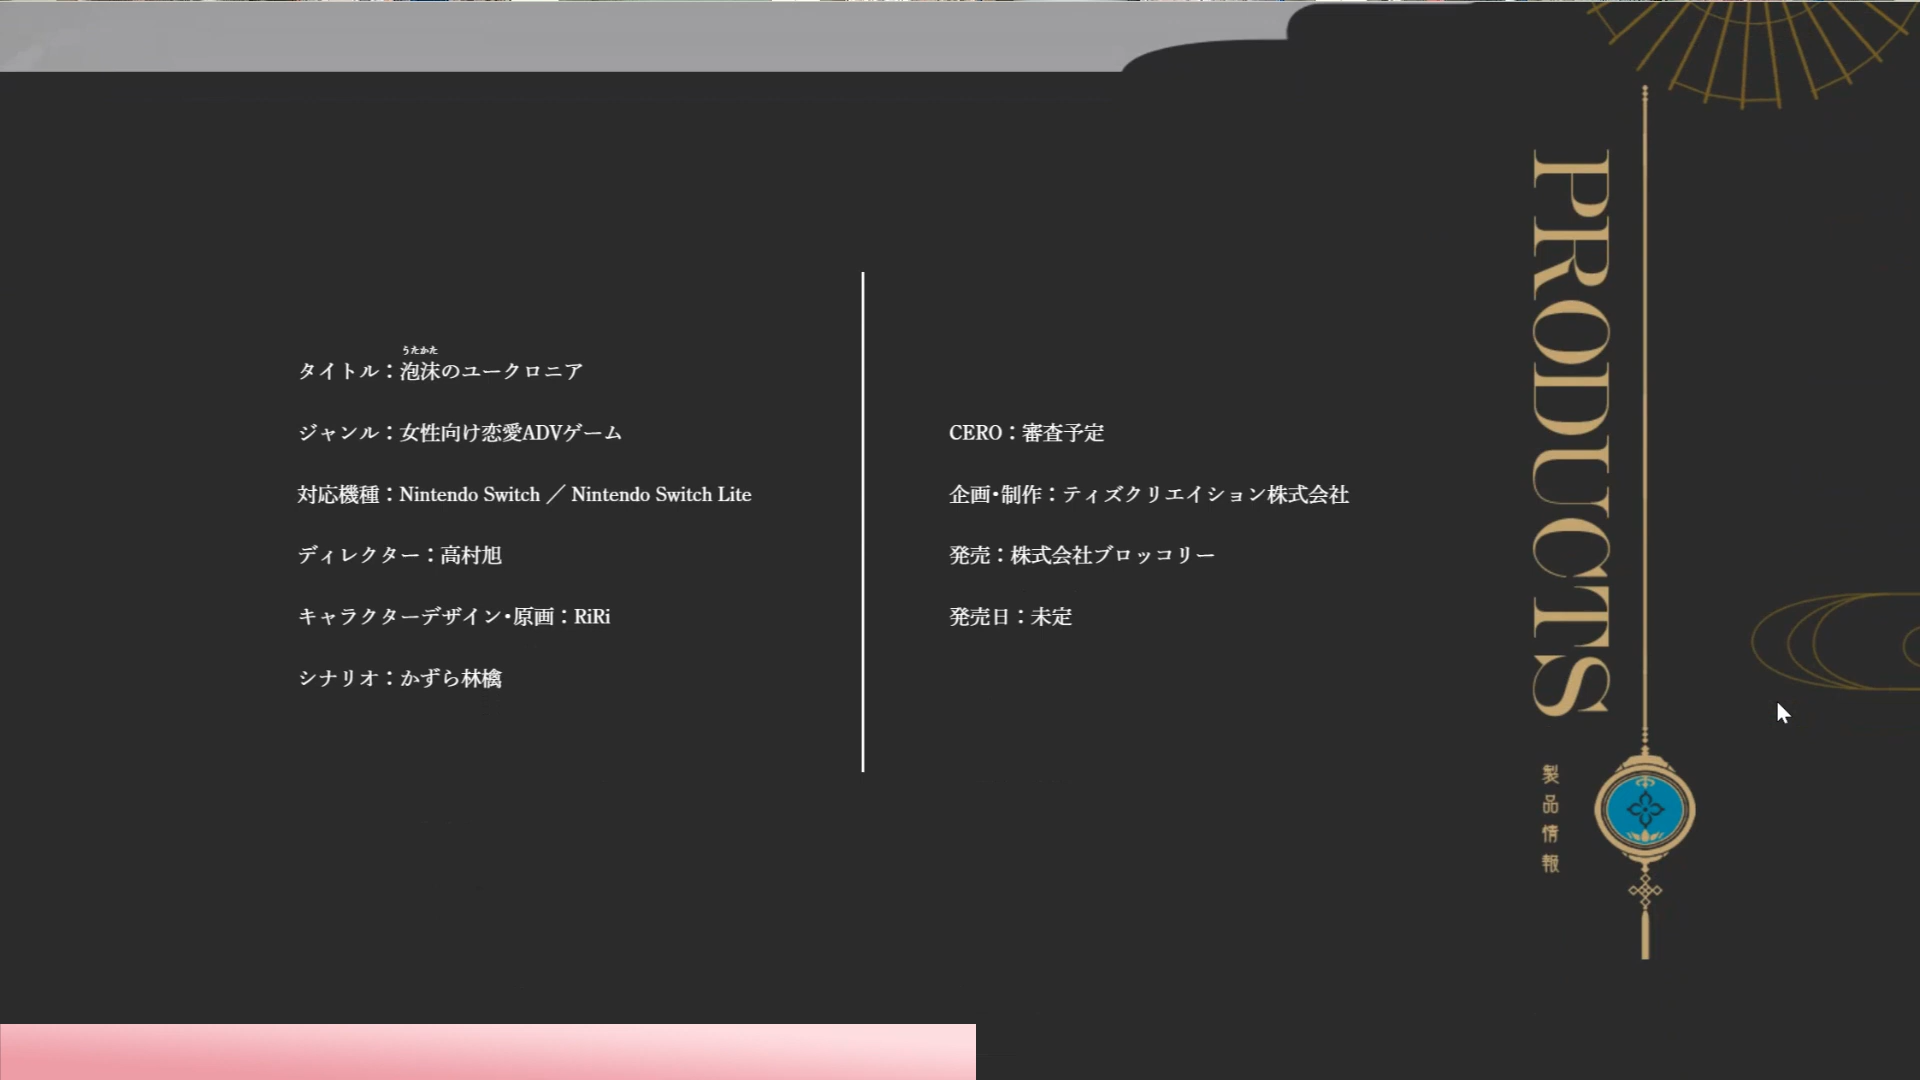 PRODUCTS
製品情報
うたかた
タイトル：泡沫のユークロニア
ジャンル：女性向け恋愛ADVゲーム
対応機種：Nintendo Switch ／ Nintendo Switch Lite
ディレクター：高村旭
キャラクターデザイン・原画：RiRi
シナリオ：かずら林檎
CERO：審査予定
企画・制作：ティズクリエイション株式会社
発売：株式会社ブロッコリー
発売日：未定